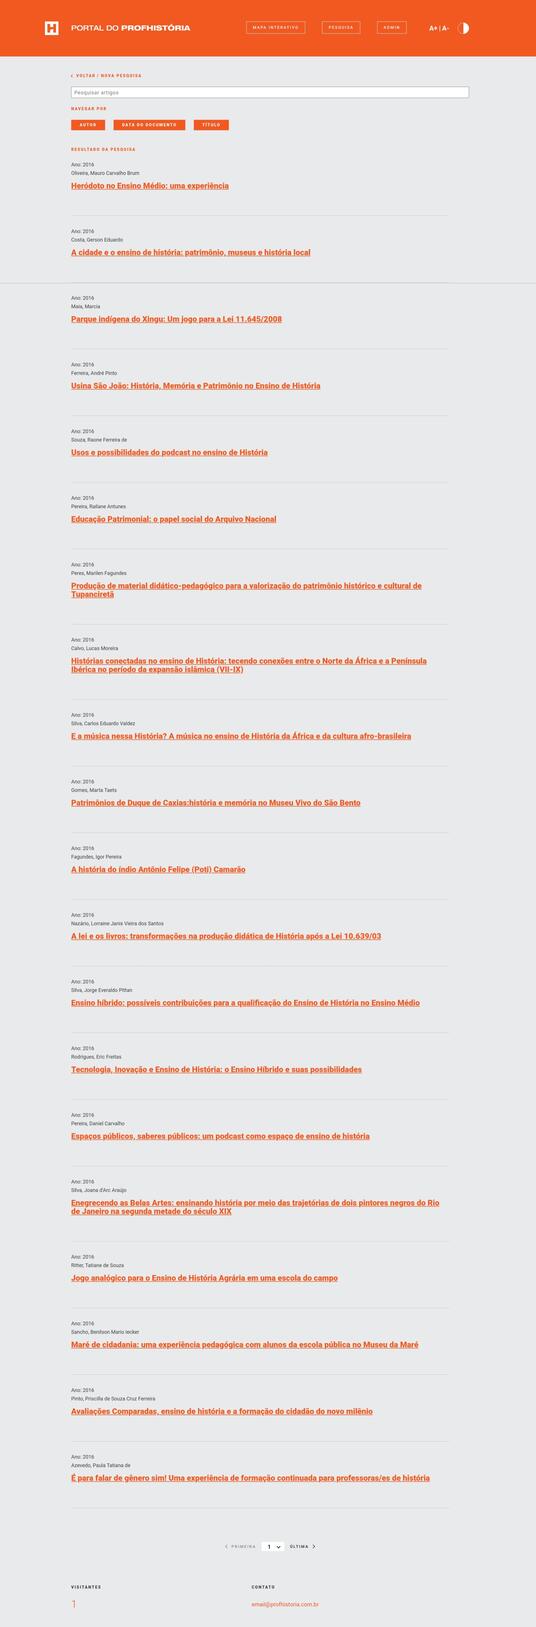 PORTAL DO PROFHISTÓRIA
MAPA INTERATIVO
PESQUISA
ADMIN
A+ | A-
VOLTAR / NOVA PESQUISA
Pesquisar artigos
NAVEGAR POR
AUTOR
DATA DO DOCUMENTO
TÍTULO
RESULTADO DA PESQUISA
Ano: 2016
Oliveira, Mauro Carvalho Brum
Heródoto no Ensino Médio: uma experiência
Ano: 2016
Costa, Gerson Eduardo
A cidade e o ensino de história: patrimônio, museus e história local
Ano: 2016
Maia, Marcia
Parque indígena do Xingu: Um jogo para a Lei 11.645/2008
Ano: 2016
Ferreira, André Pinto
Usina São João: História, Memória e Patrimônio no Ensino de História
Ano: 2016
Souza, Raone Ferreira de
Usos e possibilidades do podcast no ensino de História
Ano: 2016
Pereira, Railane Antunes
Educação Patrimonial: o papel social do Arquivo Nacional
Ano: 2016
Peres, Marilen Fagundes
Produção de material didático-pedagógico para a valorização do patrimônio histórico e cultural de
Tupanciretã
Ano: 2016
Calvo, Lucas Moreira
Histórias conectadas no ensino de História: tecendo conexões entre o Norte da África e a Península
Ibérica no período da expansão islâmica (VII-IX)
Ano: 2016
Silva, Carlos Eduardo Valdez
E a música nessa História? A música no ensino de História da África e da cultura afro-brasileira
Ano: 2016
Gomes, Marta Taets
Patrimônios de Duque de Caxias:história e memória no Museu Vivo do São Bento
Ano: 2016
Fagundes, Igor Pereira
A história do índio Antônio Felipe (Poti) Camarão
Ano: 2016
Nazário, Lorraine Janis Vieira dos Santos
A lei e os livros: transformações na produção didática de História após a Lei 10.639/03
Ano: 2016
Silva, Jorge Everaldo Pittan
Ensino híbrido: possíveis contribuições para a qualificação do Ensino de História no Ensino Médio
Ano: 2016
Rodrigues, Eric Freitas
Tecnologia, Inovação e Ensino de História: o Ensino Híbrido e suas possibilidades
Ano: 2016
Pereira, Daniel Carvalho
Espaços públicos, saberes públicos: um podcast como espaço de ensino de história
Ano: 2016
Silva, Joana d'Arc Araújo
Enegrecendo as Belas Artes: ensinando história por meio das trajetórias de dois pintores negros do Rio
de Janeiro na segunda metade do século XIX
Ano: 2016
Ritter, Tatiane de Souza
Jogo analógico para o Ensino de História Agrária em uma escola do campo
Ano: 2016
Sancho, Benilson Mario Iecker
Maré de cidadania: uma experiência pedagógica com alunos da escola pública no Museu da Maré
Ano: 2016
Pinto, Priscilla de Souza Cruz Ferreira
Avaliações Comparadas, ensino de história e a formação do cidadão do novo milênio
Ano: 2016
Azevedo, Paula Tatiana de
É para falar de gênero sim! Uma experiência de formação continuada para professoras/es de história
PRIMEIRA
1
ÚLTIMA
VISITANTES
CONTATO
1
email@profhistoria.com.br